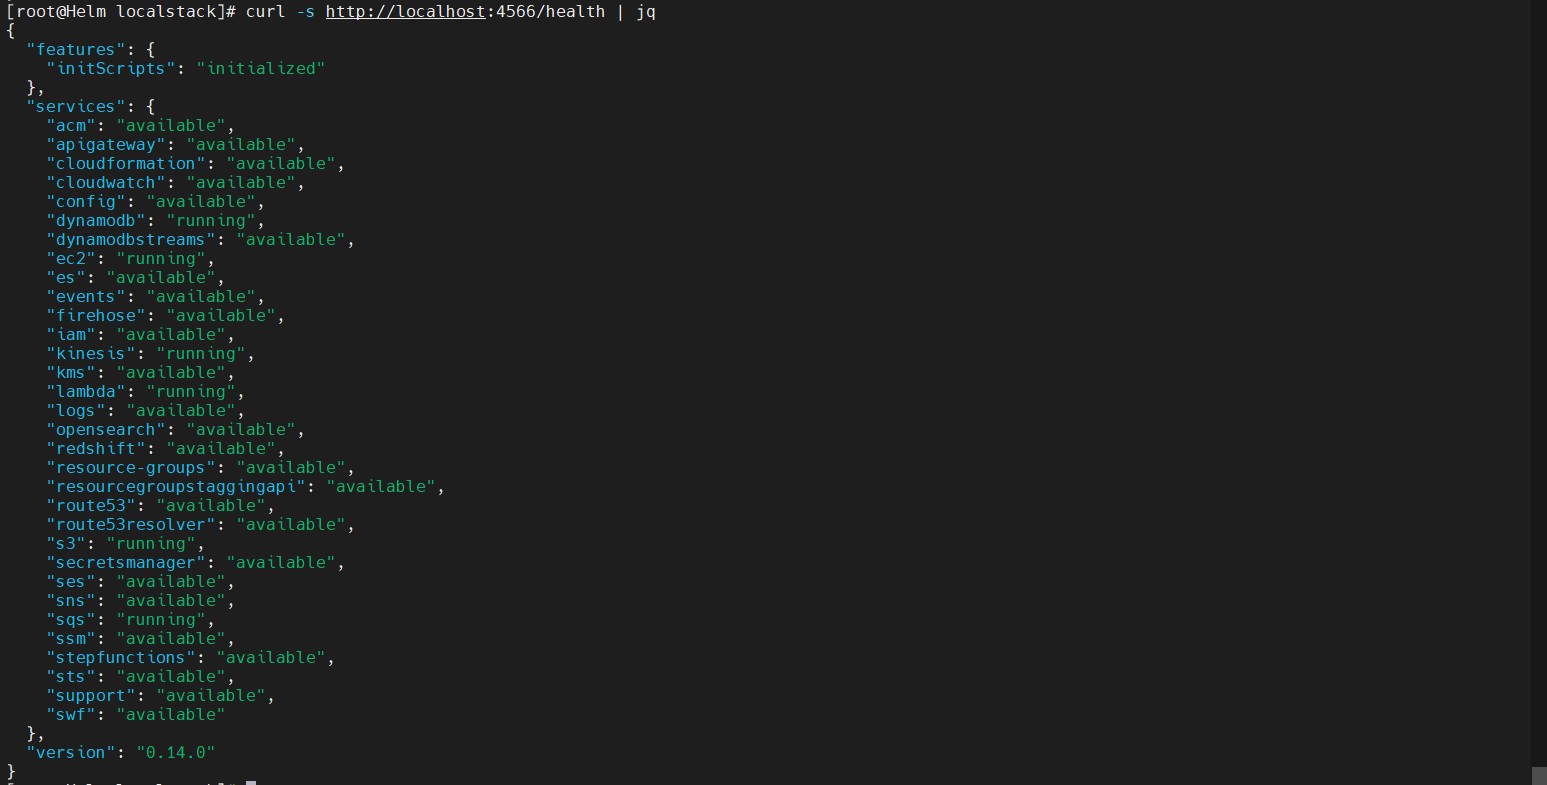 [root@Helm localstack]# curl -s http://localhost:4566/health | jq
{
  "features": {
    "initScripts": "initialized"
  },
  "services": {
    "acm": "available",
    "apigateway": "available",
    "cloudformation": "available",
    "cloudwatch": "available",
    "config": "available",
    "dynamodb": "running",
    "dynamodbstreams": "available",
    "ec2": "running",
    "es": "available",
    "events": "available",
    "firehose": "available",
    "iam": "available",
    "kinesis": "running",
    "kms": "available",
    "lambda": "running",
    "logs": "available",
    "opensearch": "available",
    "redshift": "available",
    "resource-groups": "available",
    "resourcegroupstaggingapi": "available",
    "route53": "available",
    "route53resolver": "available",
    "s3": "running",
    "secretsmanager": "available",
    "ses": "available",
    "sns": "available",
    "sqs": "running",
    "ssm": "available",
    "stepfunctions": "available",
    "sts": "available",
    "support": "available",
    "swf": "available"
  },
  "version": "0.14.0"
}